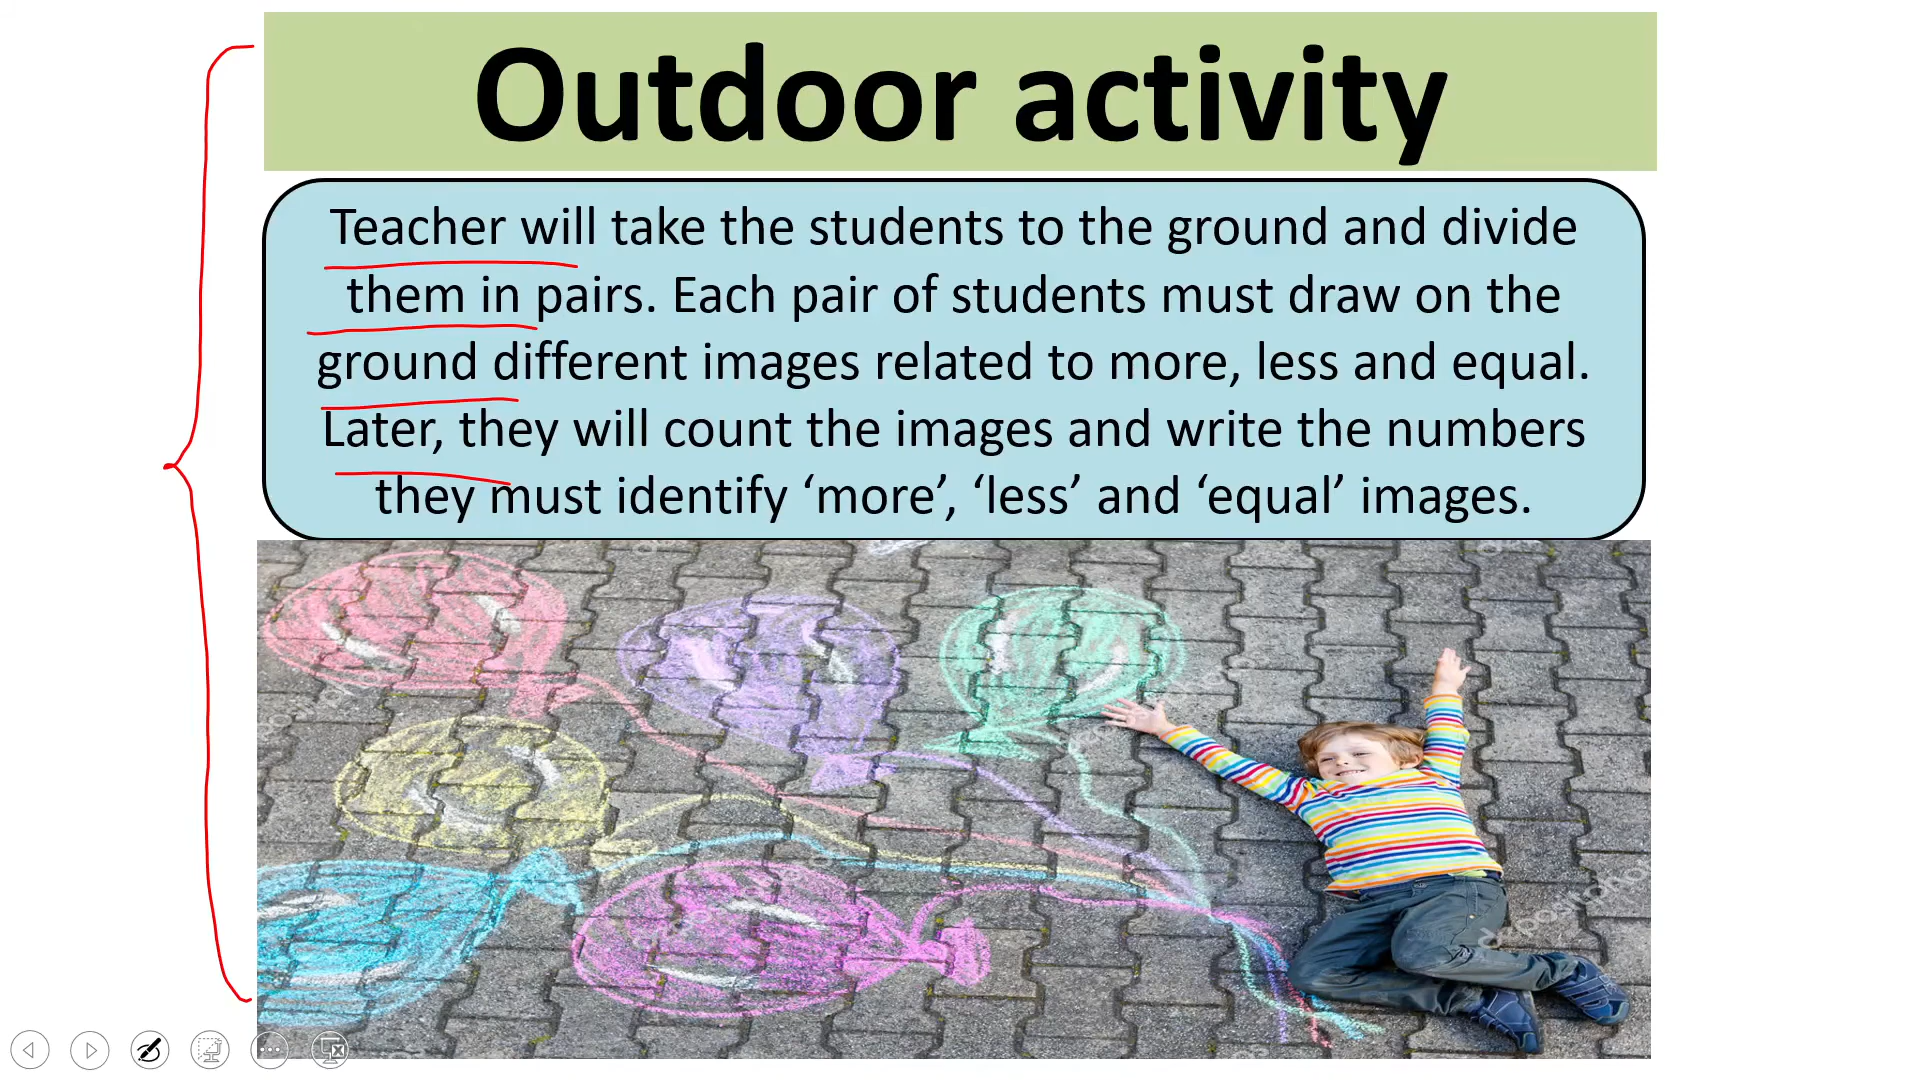 Outdoor activity
Teacher will take the students to the ground and divide
them in pairs. Each pair of students must draw on the
ground different images related to more, less and equal.
Later, they will count the images and write the numbers
they must identify ‘more’, ‘less’ and ‘equal’ images.